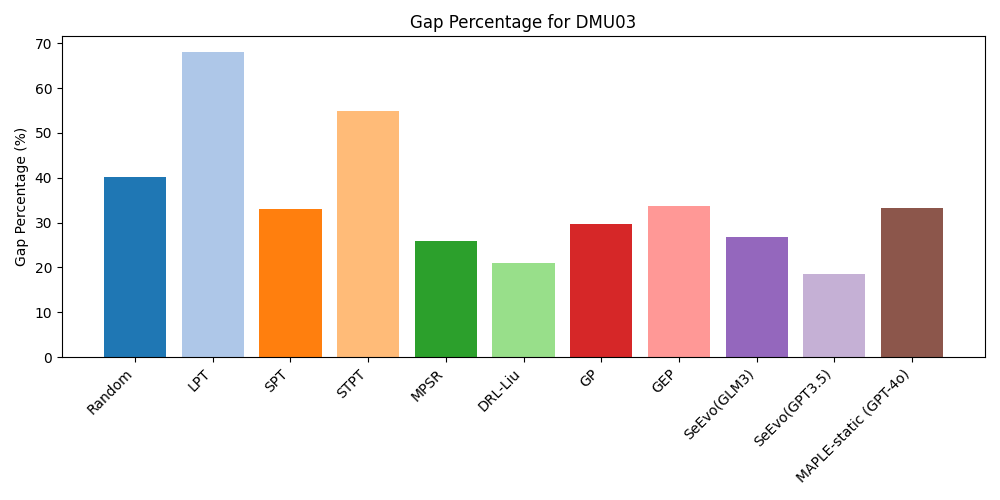 Gap Percentage for DMU03
Gap Percentage (%)
70
60
50
40
30
20
10
0
Random
LPT
SPT
STPT
MPSR
DRL-Liu
GP
GEP
SeEvo(GLM3)
SeEvo(GPT3.5)
MAPLE-static (GPT-4o)